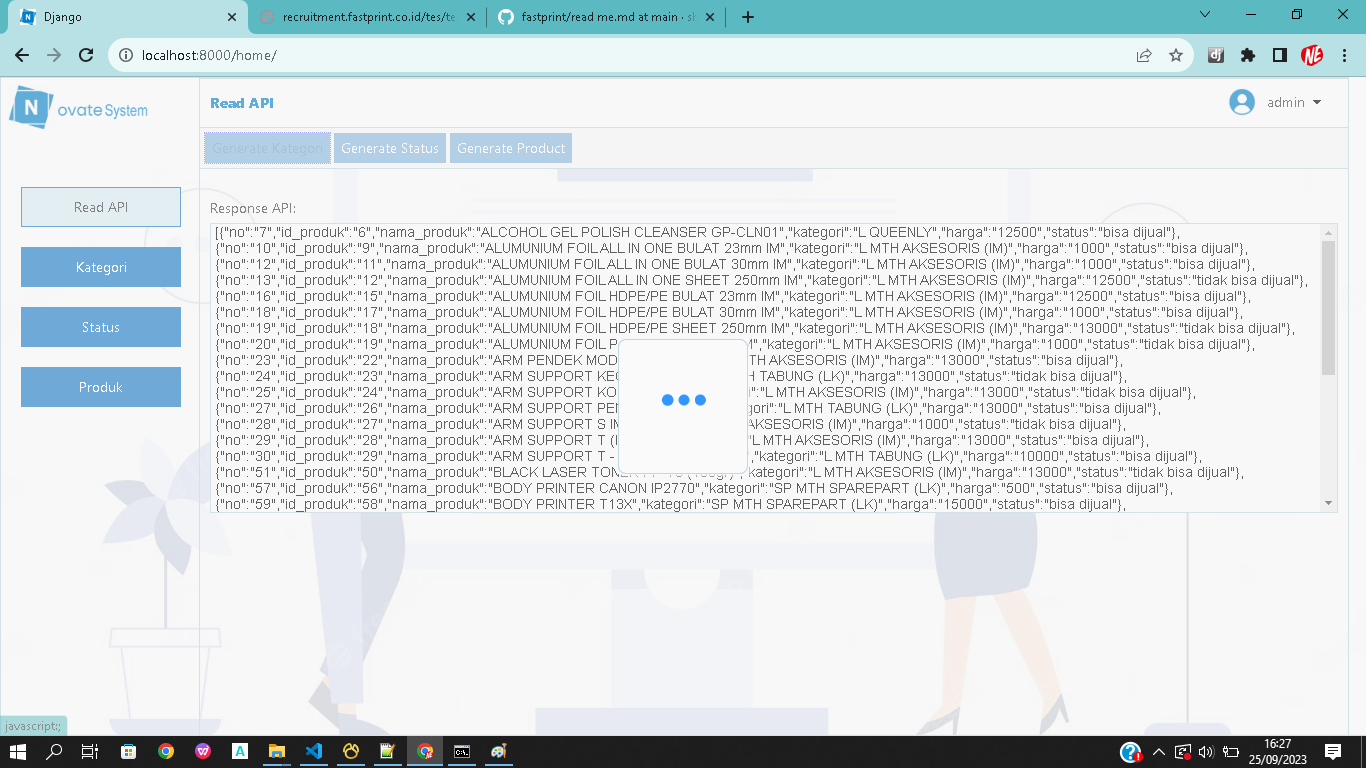 Django
recruitment.fastprint.co.id/tes/te
fastprint/read me.md at main · sl
localhost:8000/home/
N
ovate System
Read API
admin
Generate Kategori
Generate Status
Generate Product
Read API
Kategori
Status
Produk
Response API:
[{"no":"7","id_produk":"6","nama_produk":"ALCOHOL GEL POLISH CLEANSER GP-CLN01","kategori":"L QUEENLY","harga":"12500","status":"bisa dijual"},
{"no":"10","id_produk":"9","nama_produk":"ALUMUNIUM FOIL ALL IN ONE BULAT 23mm IM","kategori":"L MTH AKSESORIS (IM)","harga":"1000","status":"bisa dijual"},
{"no":"12","id_produk":"11","nama_produk":"ALUMUNIUM FOIL ALL IN ONE BULAT 30mm IM","kategori":"L MTH AKSESORIS (IM)","harga":"1000","status":"bisa dijual"},
{"no":"13","id_produk":"12","nama_produk":"ALUMUNIUM FOIL ALL IN ONE SHEET 250mm IM","kategori":"L MTH AKSESORIS (IM)","harga":"12500","status":"tidak bisa dijual"},
{"no":"16","id_produk":"15","nama_produk":"ALUMUNIUM FOIL HDPE/PE BULAT 23mm IM","kategori":"L MTH AKSESORIS (IM)","harga":"12500","status":"bisa dijual"},
{"no":"18","id_produk":"17","nama_produk":"ALUMUNIUM FOIL HDPE/PE BULAT 30mm IM","kategori":"L MTH AKSESORIS (IM)","harga":"1000","status":"bisa dijual"},
{"no":"19","id_produk":"18","nama_produk":"ALUMUNIUM FOIL HDPE/PE SHEET 250mm IM","kategori":"L MTH AKSESORIS (IM)","harga":"13000","status":"tidak bisa dijual"},
{"no":"20","id_produk":"19","nama_produk":"ALUMUNIUM FOIL P M","kategori":"L MTH AKSESORIS (IM)","harga":"1000","status":"tidak bisa dijual"},
{"no":"23","id_produk":"22","nama_produk":"ARM PENDEK MOD MTH AKSESORIS (IM)","harga":"13000","status":"bisa dijual"},
{"no":"24","id_produk":"23","nama_produk":"ARM SUPPORT KEC H TABUNG (LK)","harga":"13000","status":"tidak bisa dijual"},
{"no":"25","id_produk":"24","nama_produk":"ARM SUPPORT KO :"L MTH AKSESORIS (IM)","harga":"13000","status":"tidak bisa dijual"},
{"no":"27","id_produk":"26","nama_produk":"ARM SUPPORT PEN gori":"L MTH TABUNG (LK)","harga":"13000","status":"bisa dijual"},
{"no":"28","id_produk":"27","nama_produk":"ARM SUPPORT S IM AKSESORIS (IM)","harga":"1000","status":"tidak bisa dijual"},
{"no":"29","id_produk":"28","nama_produk":"ARM SUPPORT T (I "L MTH AKSESORIS (IM)","harga":"13000","status":"bisa dijual"},
{"no":"30","id_produk":"29","nama_produk":"ARM SUPPORT T - ,"kategori":"L MTH TABUNG (LK)","harga":"10000","status":"bisa dijual"},
{"no":"51","id_produk":"50","nama_produk":"BLACK LASER TONER "kategori":"L MTH AKSESORIS (IM)","harga":"13000","status":"tidak bisa dijual"},
{"no":"57","id_produk":"56","nama_produk":"BODY PRINTER CANON IP2770","kategori":"SP MTH SPAREPART (LK)","harga":"500","status":"bisa dijual"},
{"no":"59","id_produk":"58","nama_produk":"BODY PRINTER T13X","kategori":"SP MTH SPAREPART (LK)","harga":"15000","status":"bisa dijual"},
javascript:;
16:27
25/09/2023